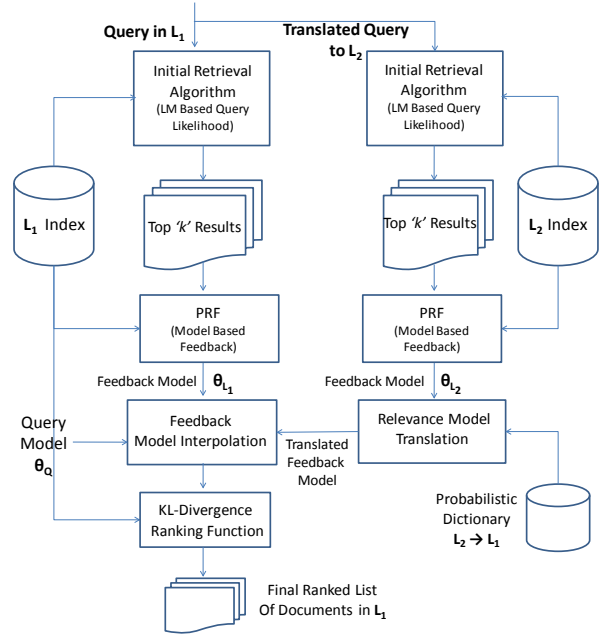 Query in L1
Translated Query
to L2
Initial Retrieval
Algorithm
(LM Based Query
Likelihood)
Initial Retrieval
Algorithm
(LM Based Query
Likelihood)
L1 Index
Top ‘k’ Results
Top ‘k’ Results
L2 Index
PRF
(Model Based
Feedback)
PRF
(Model Based
Feedback)
Feedback Model θL1
Feedback Model θL2
Query
Model
θQ
Feedback
Model Interpolation
Translated
Feedback
Model
Relevance Model
Translation
KL-Divergence
Ranking Function
Probabilistic
Dictionary
L2 → L1
Final Ranked List
Of Documents in L1